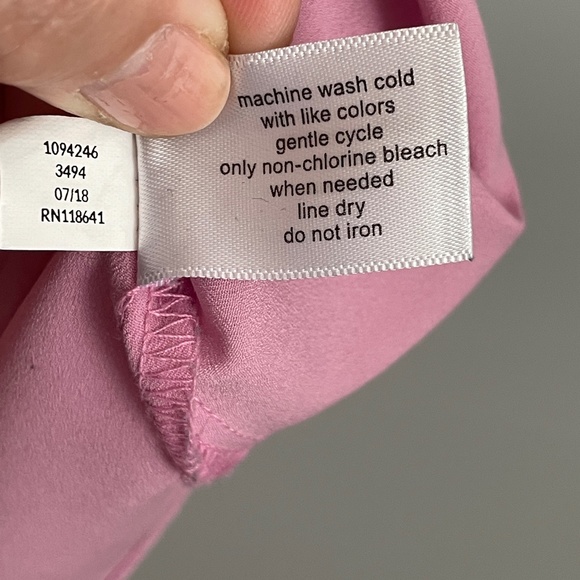 1094246
3494
07/18
RN118641
machine wash cold
with like colors
gentle cycle
only non-chlorine bleach
when needed
line dry
do not iron